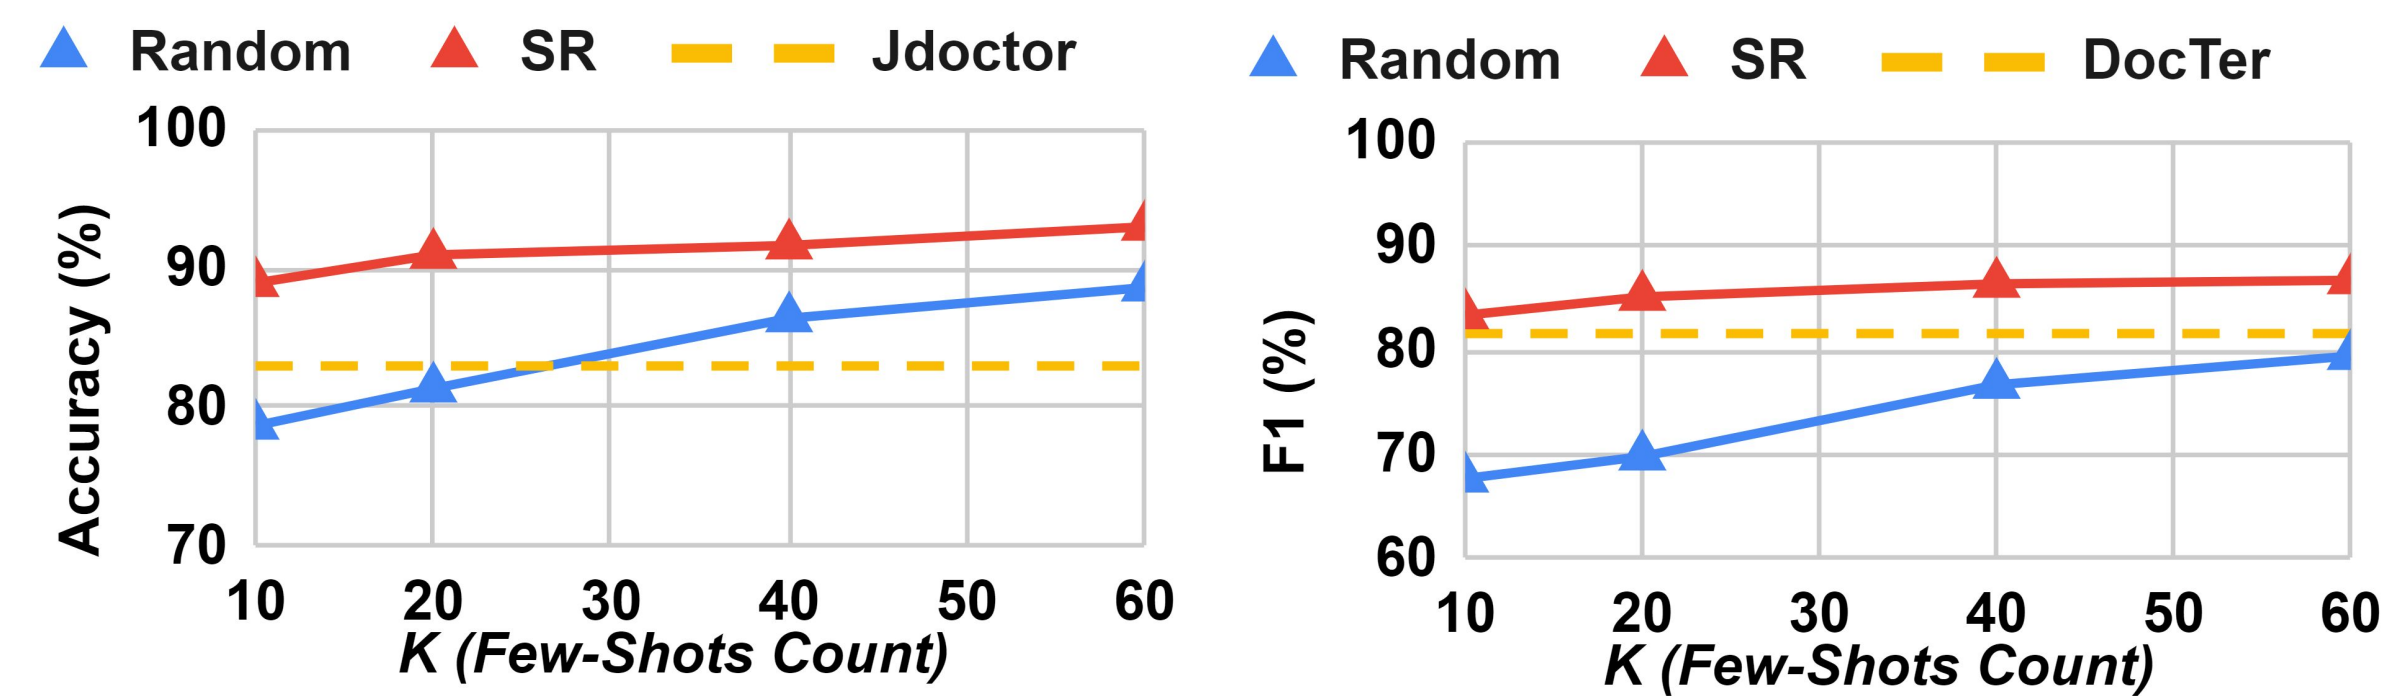 Random SR Jdoctor
Accuracy (%)
100
90
80
70
10 20 30 40 50 60
K (Few-Shots Count)
Random SR DocTer
F1 (%)
100
90
80
70
60
10 20 30 40 50 60
K (Few-Shots Count)